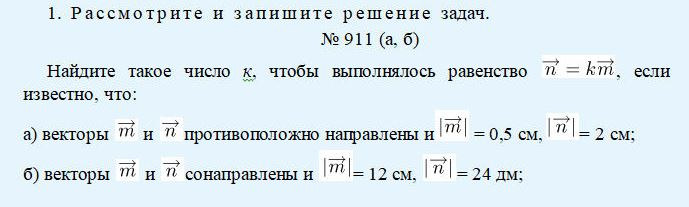 1. Рассмотрите и запишите решение задач.
№ 911 (а, б)
Найдите такое число к, чтобы выполнялось равенство \(\vec{n} = k\vec{m}\), если
известно, что:
а) векторы \(\vec{m}\) и \(\vec{n}\) противоположно направлены и \(|\vec{m}|\) = 0,5 см, \(|\vec{n}|\) = 2 см;
б) векторы \(\vec{m}\) и \(\vec{n}\) сонаправлены и \(|\vec{m}|\) = 12 см, \(|\vec{n}|\) = 24 дм;